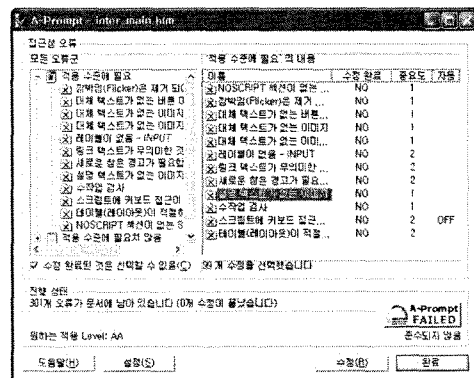 A-Prompt - inter_main.htm
접근성 오류
모든 오류군
'적용 수준에 필요' 의 내용
적용 수준에 필요
깜박임(Flicker)은 제거 되(
대체 텍스트가 없는 버튼 0
대체 텍스트가 없는 이미지
대체 텍스트가 없는 이미지
레이블이 없음 - INPUT
링크 텍스트가 무의미한 것
새로운 창은 경고가 필요합
설명 텍스트가 없는 이미지
수작업 검사
스크립트에 키보드 접근이
테이블(레이아웃)이 적절히
NOSCRIPT 섹션이 없는 S
적용 수준에 필요치 않음
이름 수정 완료 중요도 자동
NOSCRIPT 섹션이 없는 ... NO 1
깜박임(Flicker)은 제거 ... NO 1
대체 텍스트가 없는 버튼... NO 1
대체 텍스트가 없는 이미지 NO 1
대체 텍스트가 없는 이미지 NO 1
레이블이 없음 - INPUT NO 2
링크 텍스트가 무의미한 ... NO 2
새로운 창은 경고가 필요... NO 2
NO 1
수작업 검사 NO 1
스크립트에 키보드 접근... NO 2 OFF
테이블(레이아웃)이 적절... NO 2
수정 완료된 것은 선택할 수 없음(C)
99 개 수정를 선택했습니다
진행 상태
301개 오류가 문서에 남아 있습니다 (0개 수정이 끝났습니다)
A-Prompt
FAILED
원하는 적용 Level: AA
준수되지 않음
도움말(H) 설정(S) 수정(R) 완료